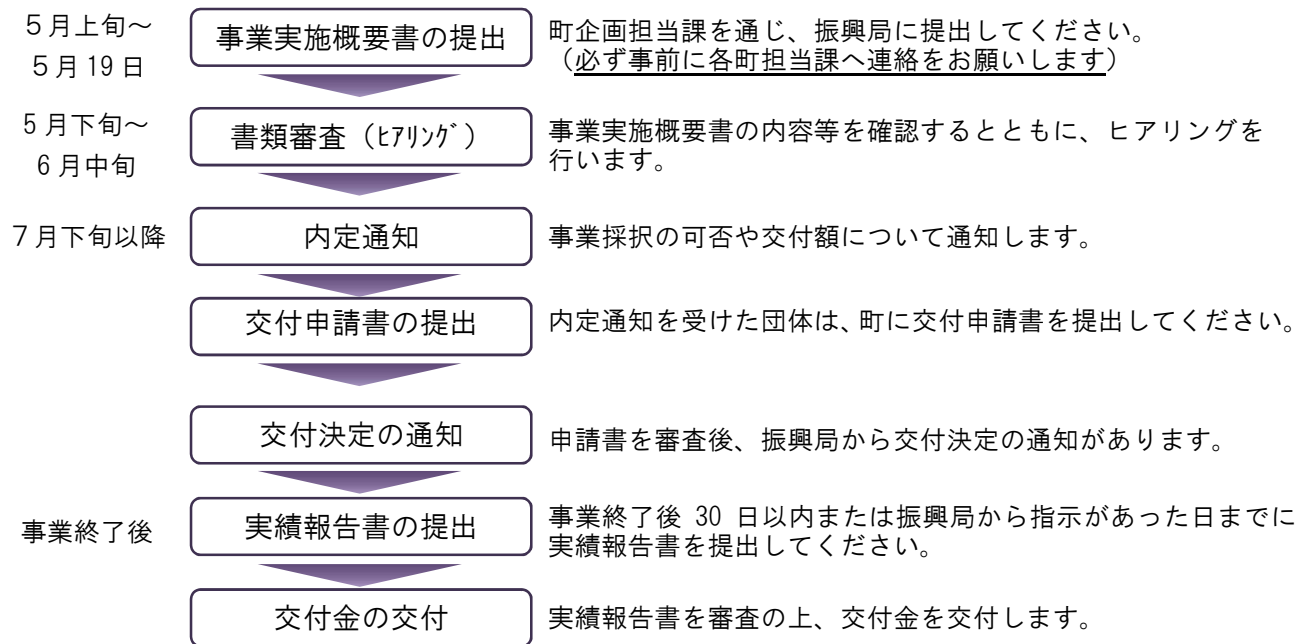 ５月上旬～
５月19日
事業実施概要書の提出
町企画担当課を通じ、振興局に提出してください。
（必ず事前に各町担当課へ連絡をお願いします）
５月下旬～
６月中旬
書類審査（ﾋｱﾘﾝｸﾞ）
事業実施概要書の内容等を確認するとともに、ヒアリングを
行います。
７月下旬以降
内定通知
事業採択の可否や交付額について通知します。
交付申請書の提出
内定通知を受けた団体は、町に交付申請書を提出してください。
交付決定の通知
申請書を審査後、振興局から交付決定の通知があります。
事業終了後
実績報告書の提出
事業終了後 30 日以内または振興局から指示があった日までに
実績報告書を提出してください。
交付金の交付
実績報告書を審査の上、交付金を交付します。